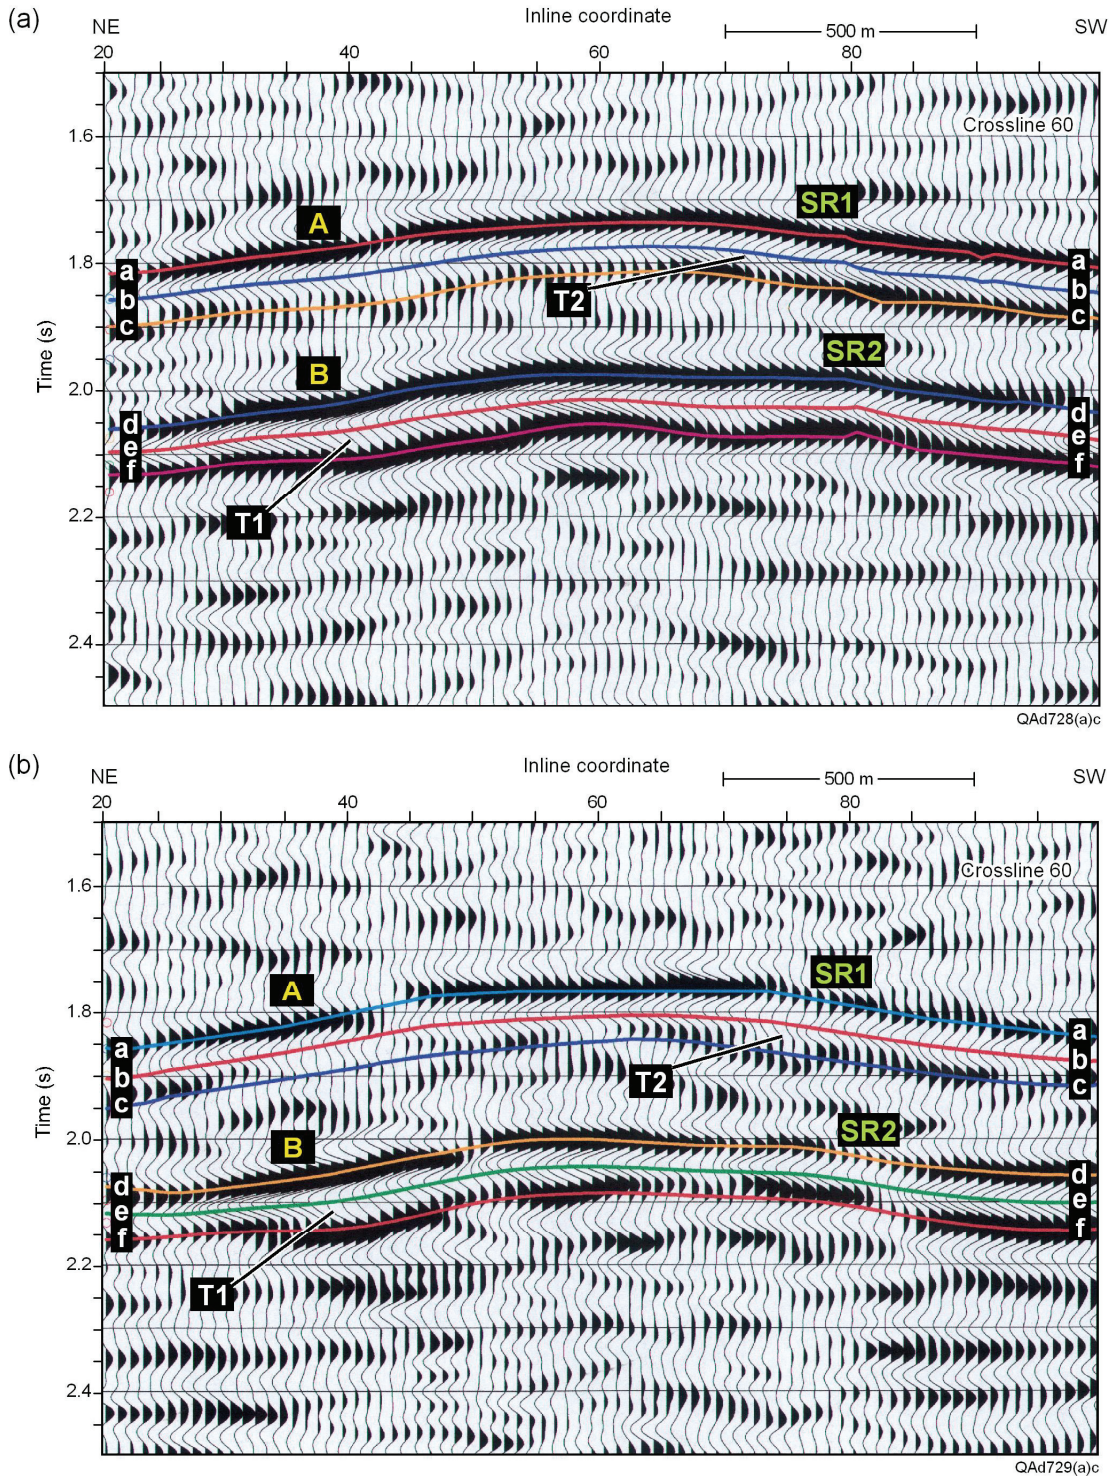 (a)
Inline coordinate
NE
500 m
SW
20
40
60
80
1.6
Crossline 60
SR1
A
a
1.8
a
b
b
T2
c
c
Time (s)
SR2
B
2.0
d
d
e
e
f
f
T1
2.2
2.4
QAd728(a)c
(b)
Inline coordinate
NE
500 m
SW
20
40
60
80
1.6
Crossline 60
SR1
A
1.8
a
a
b
b
T2
c
c
Time (s)
SR2
2.0
B
d
d
e
e
f
f
2.2
T1
2.4
QAd729(a)c